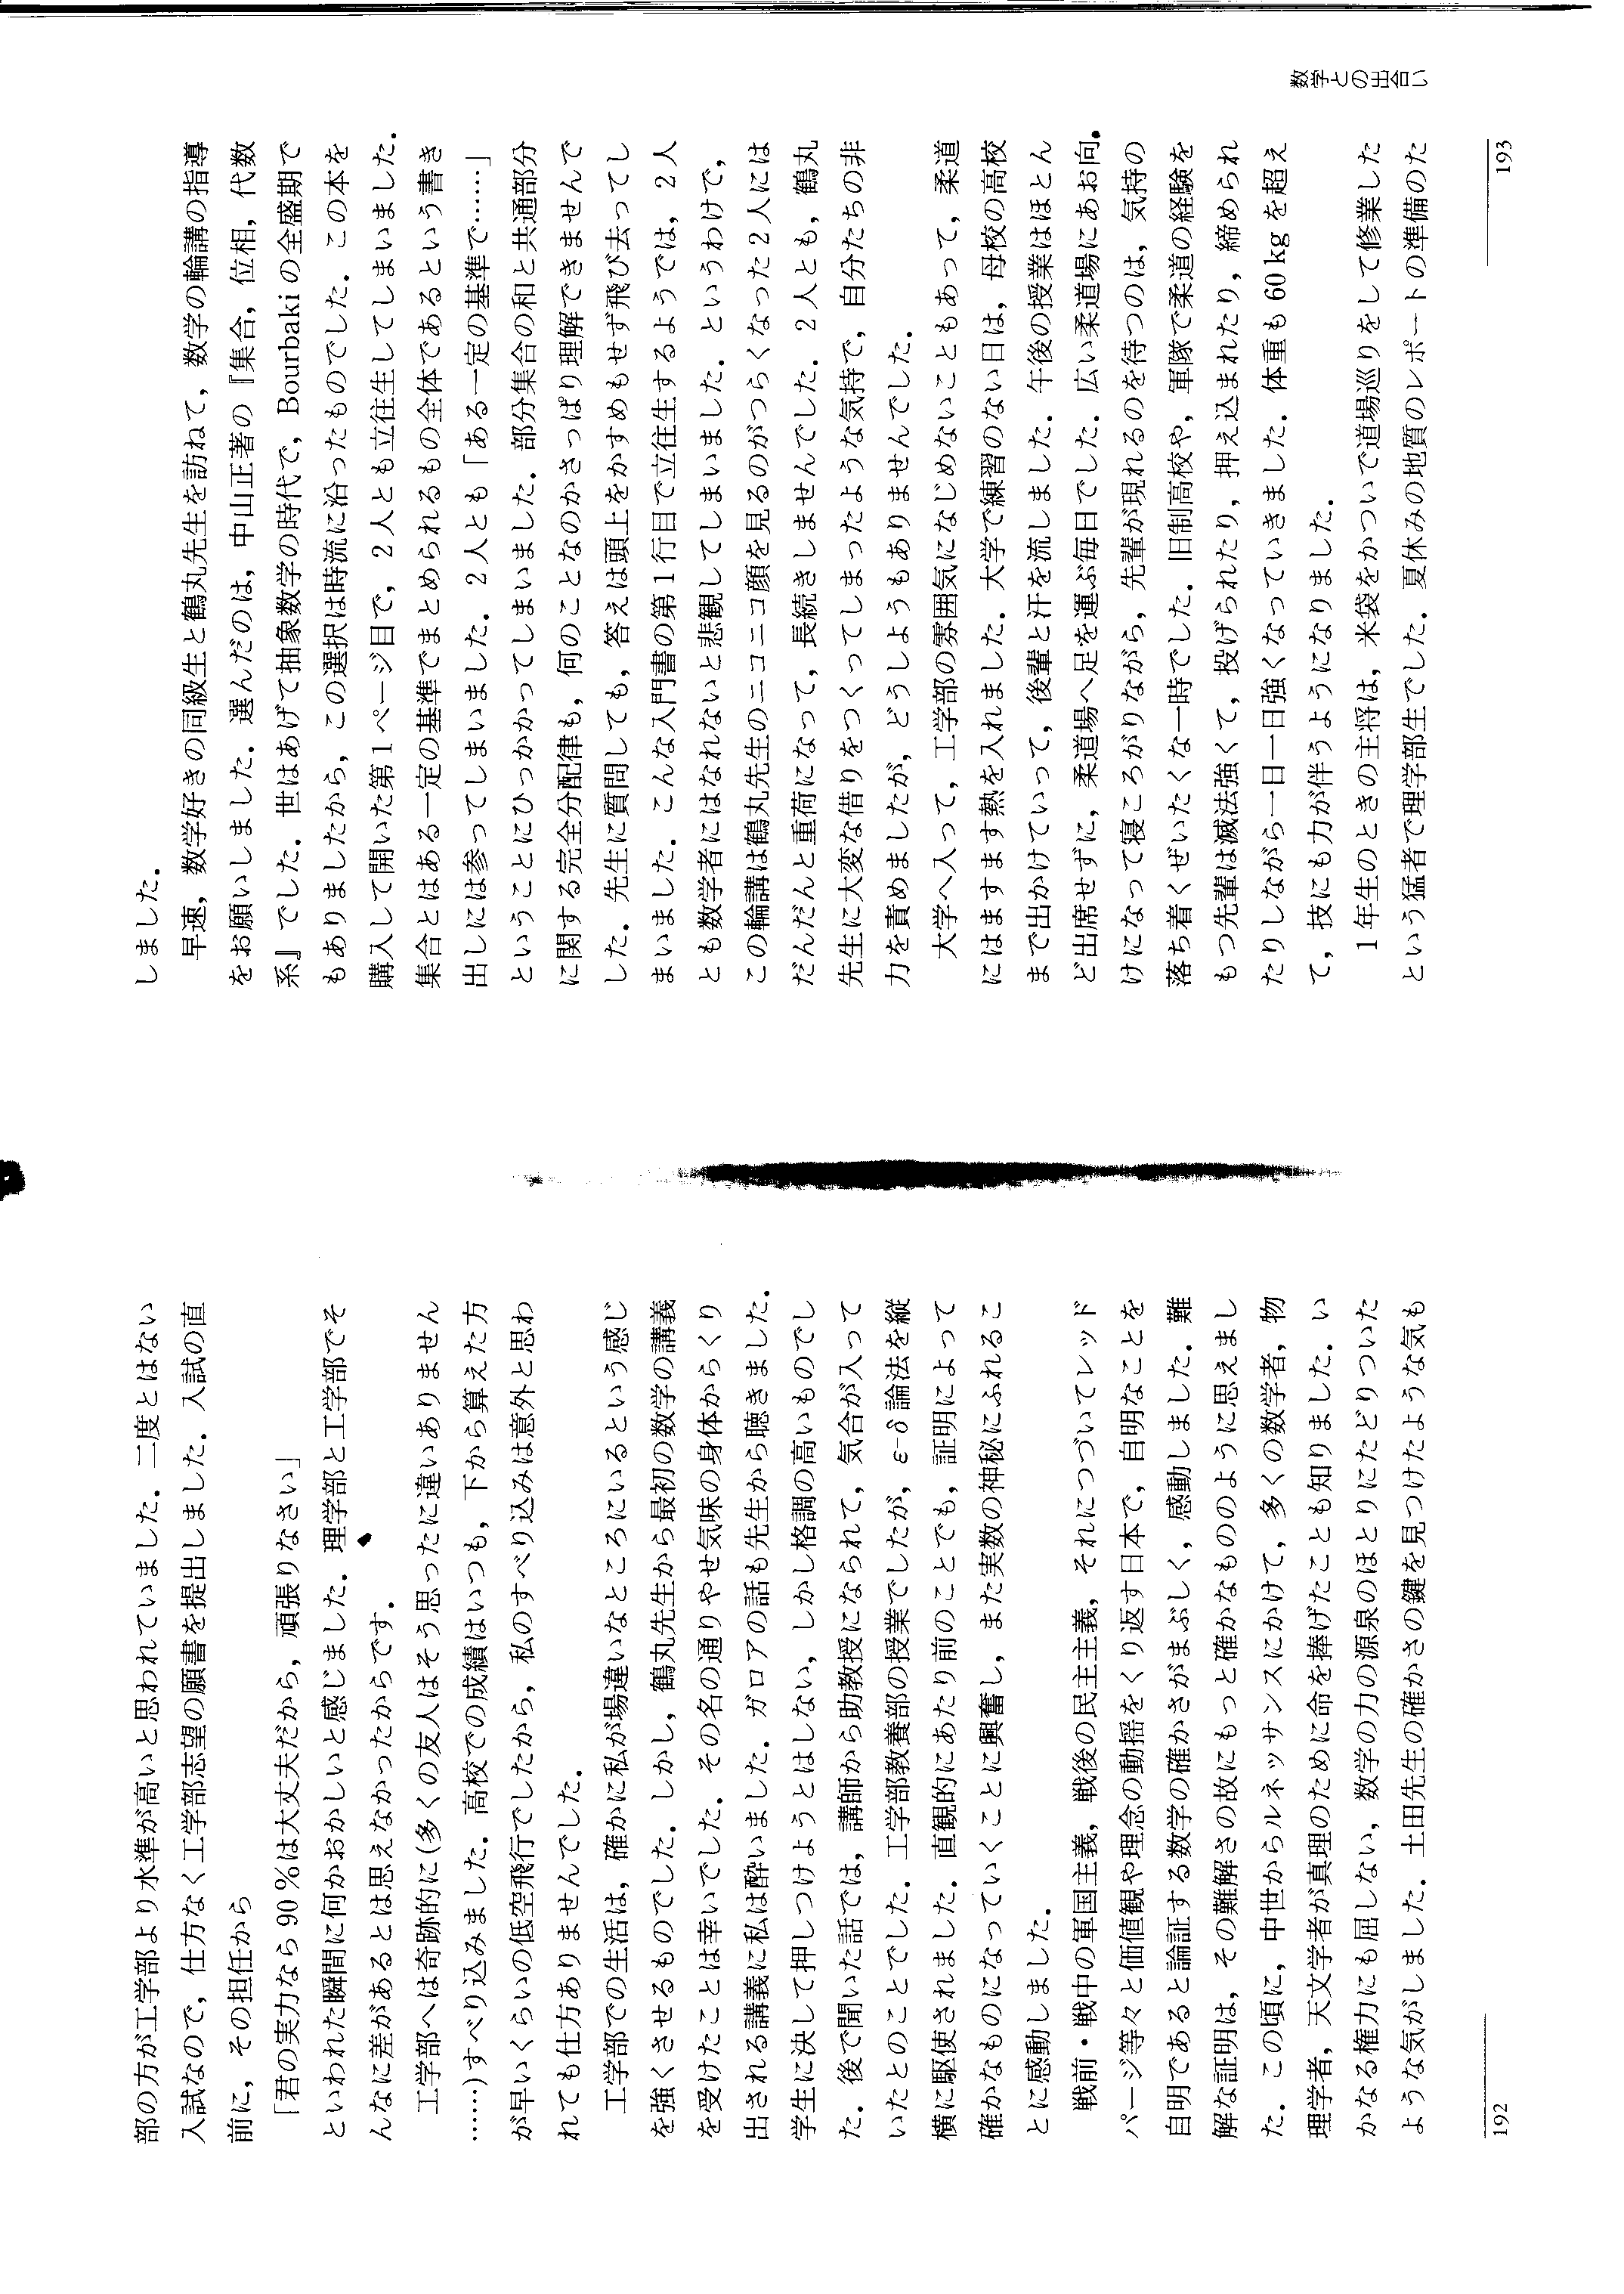 部の方が工学部より水準が高いと思われていました．二度とはない
入試なので，仕方なく工学部志望の願書を提出しました．入試の直
前に，その担任から
「君の実力なら 90 %は大丈夫だから，頑張りなさい」
といわれた瞬間に何かおかしいと感じました．理学部と工学部でそ
んなに差があるとは思えなかったからです．
工学部へは奇跡的に(多くの友人はそう思ったに違いありません
……)すべり込みました．高校での成績はいつも，下から算えた方
が早いくらいの低空飛行でしたから，私のすべり込みは意外と思わ
れても仕方ありませんでした．
工学部での生活は，確かに私が場違いなところにいるという感じ
を強くさせるものでした．しかし，鶴丸先生から最初の数学の講義
を受けたことは幸いでした．その名の通りやせ気味の身体からくり
出される講義に私は酔いました．ガロアの話も先生から聴きました．
学生に決して押しつけようとはしない，しかし格調の高いものでし
た．後で聞いた話では，講師から助教授になられて，気合が入って
いたとのことでした．工学部教養部の授業でしたが，ε-δ 論法を縦
横に駆使されました．直観的にあたり前のことでも，証明によって
確かなものになっていくことに興奮し，また実数の神秘にふれるこ
とに感動しました．
戦前・戦中の軍国主義，戦後の民主主義，それにつづいてレッド
パージ等々と価値観や理念の動揺をくり返す日本で，自明なことを
自明であると論証する数学の確かさがまぶしく，感動しました．難
解な証明は，その難解さの故にもっと確かなもののように思えまし
た．この頃に，中世からルネッサンスにかけて，多くの数学者，物
理学者，天文学者が真理のために命を捧げたことも知りました．い
かなる権力にも屈しない，数学の力の源泉のほとりにたどりついた
ような気がしました．土田先生の確かさの鍵を見つけたような気も
192
しました．
早速，数学好きの同級生と鶴丸先生を訪ねて，数学の輪講の指導
をお願いしました．選んだのは，中山正著の『集合，位相，代数
系』でした．世はあげて抽象数学の時代で，Bourbaki の全盛期で
もありましたから，この選択は時流に沿ったものでした．この本を
購入して開いた第 1 ページ目で，2 人とも立往生してしまいました．
集合とはある一定の基準でまとめられるもの全体であるという書き
出しには参ってしまいました．2 人とも「ある一定の基準で……」
ということにひっかかってしまいました．部分集合の和と共通部分
に関する完全分配律も，何のことなのかさっぱり理解できませんで
した．先生に質問しても，答えは頭上をかすめもせず飛び去ってし
まいました．こんな入門書の第 1 行目で立往生するようでは，2 人
とも数学者にはなれないと悲観してしまいました．というわけで，
この輪講は鶴丸先生のニコニコ顔を見るのがつらくなった 2 人には
だんだんと重荷になって，長続きしませんでした．2 人とも，鶴丸
先生に大変な借りをつくってしまったような気持で，自分たちの非
力を責めましたが，どうしようもありませんでした．
大学へ入って，工学部の雰囲気になじめないこともあって，柔道
にはますます熱を入れました．大学で練習のない日は，母校の高校
まで出かけていって，後輩と汗を流しました．午後の授業はほとん
ど出席せずに，柔道場へ足を運ぶ毎日でした．広い柔道場にあお向
けになって寝ころがりながら，先輩が現れるのを待つのは，気持の
落ち着くぜいたくな一時でした．旧制高校や，軍隊で柔道の経験を
もつ先輩は滅法強くて，投げられたり，押え込まれたり，締められ
たりしながら一日一日強くなっていきました．体重も 60 kg を超え
て，技にも力が伴うようになりました．
1 年生のときの主将は，米袋をかついで道場巡りをして修業した
という猛者で理学部生でした．夏休みの地質のレポートの準備のた
数学との出合い
193